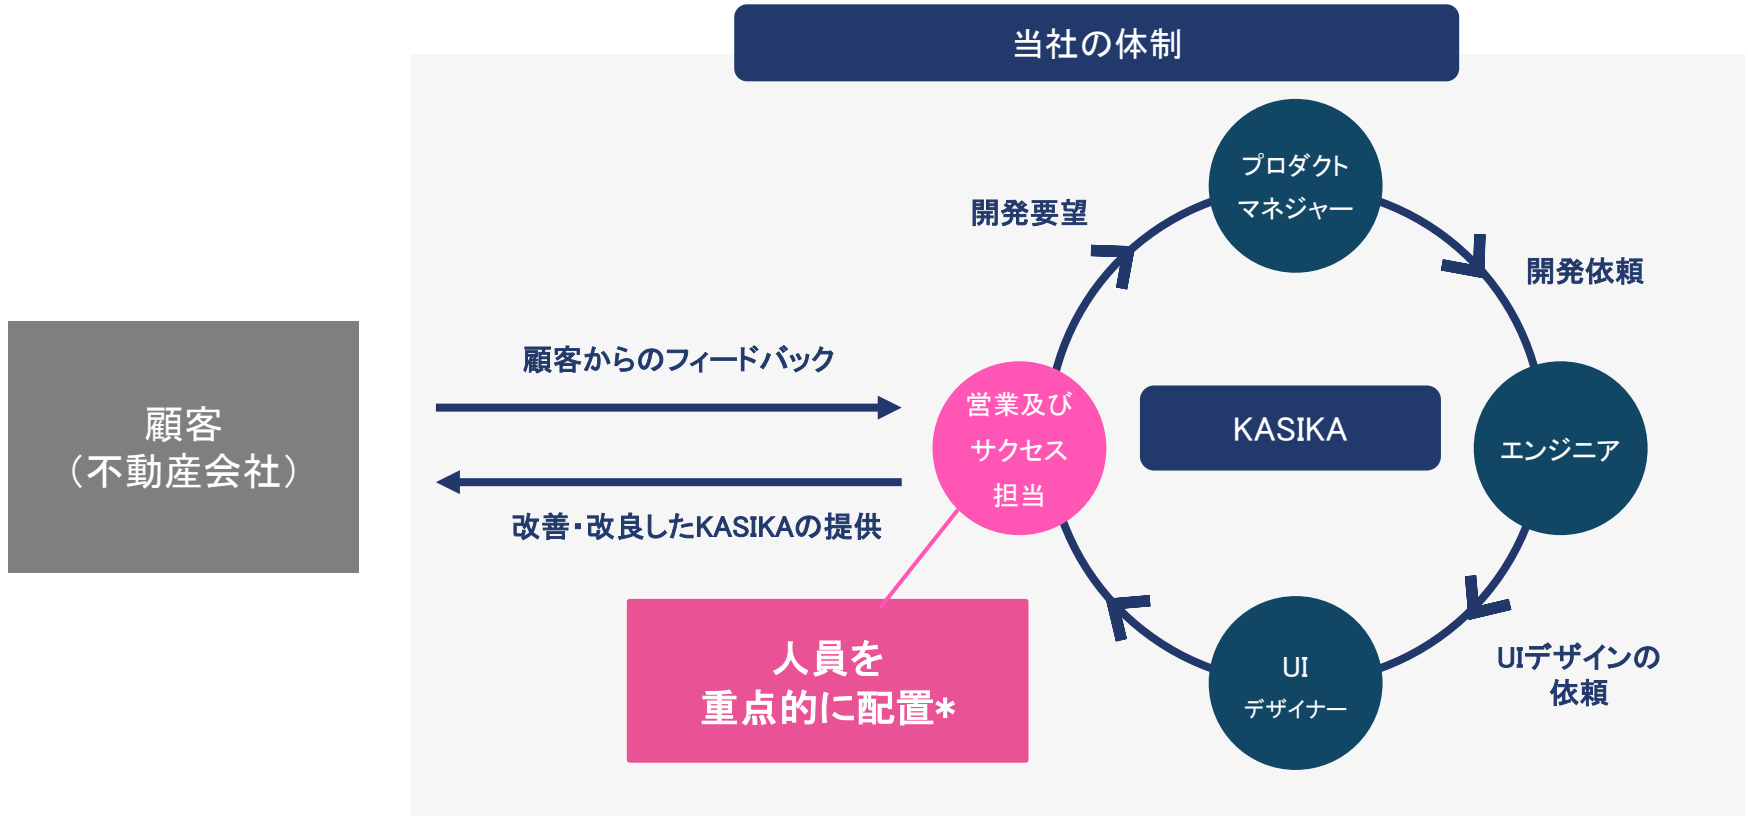 当社の体制
プロダクト
マネジャー
開発要望
開発依頼
顧客からのフィードバック
顧客
（不動産会社）
営業及び
サクセス
担当
KASIKA
エンジニア
改善・改良したKASIKAの提供
人員を
重点的に配置*
UI
デザイナー
UIデザインの
依頼